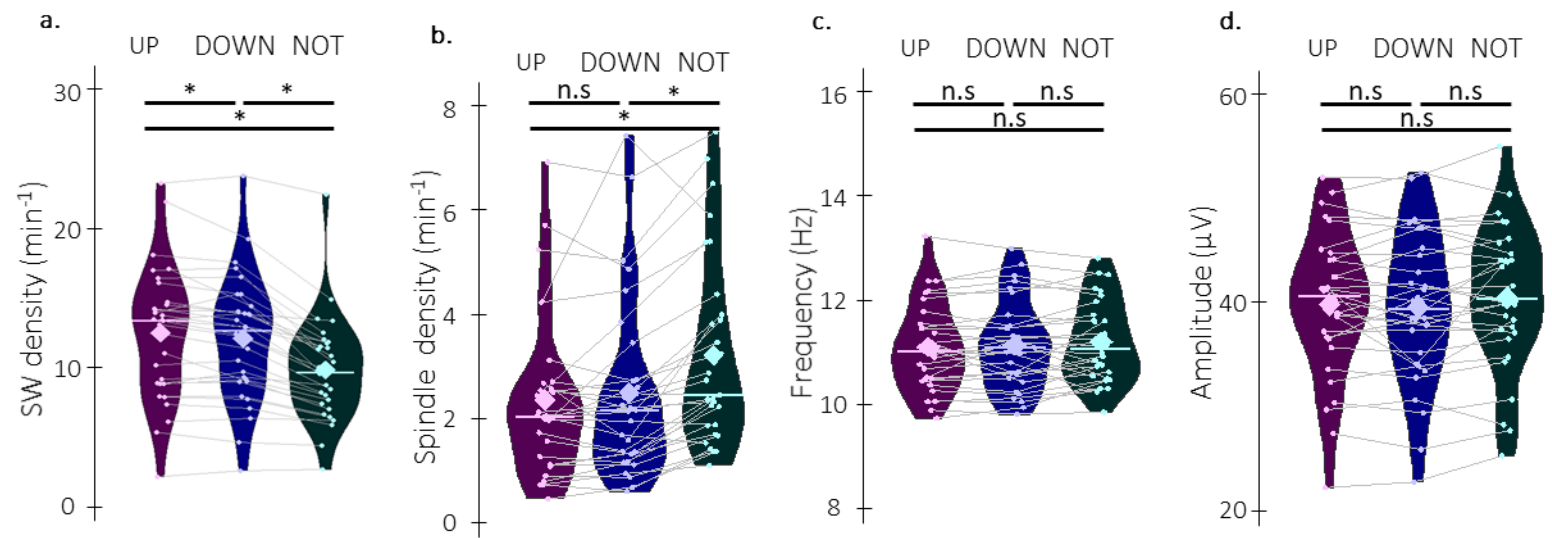 a.
UP DOWN NOT
* *
*
30
20
10
0
SW density (min-1)
b.
UP DOWN NOT
n.s *
*
8
6
4
2
0
Spindle density (min-1)
c.
UP DOWN NOT
n.s n.s
n.s
16
14
12
10
8
Frequency (Hz)
d.
UP DOWN NOT
n.s n.s
n.s
60
40
20
Amplitude (μV)